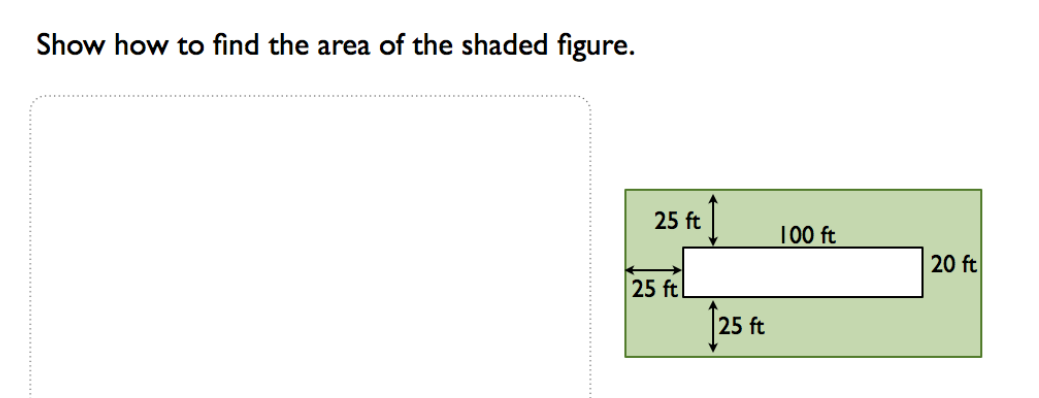 Show how to find the area of the shaded figure.
25 ft
100 ft
20 ft
25 ft
25 ft